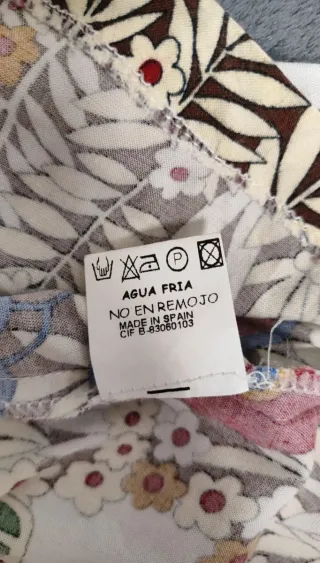 P
AGUA FRIA
NO EN REMOJO
MADE IN SPAIN
CIF B-83060103